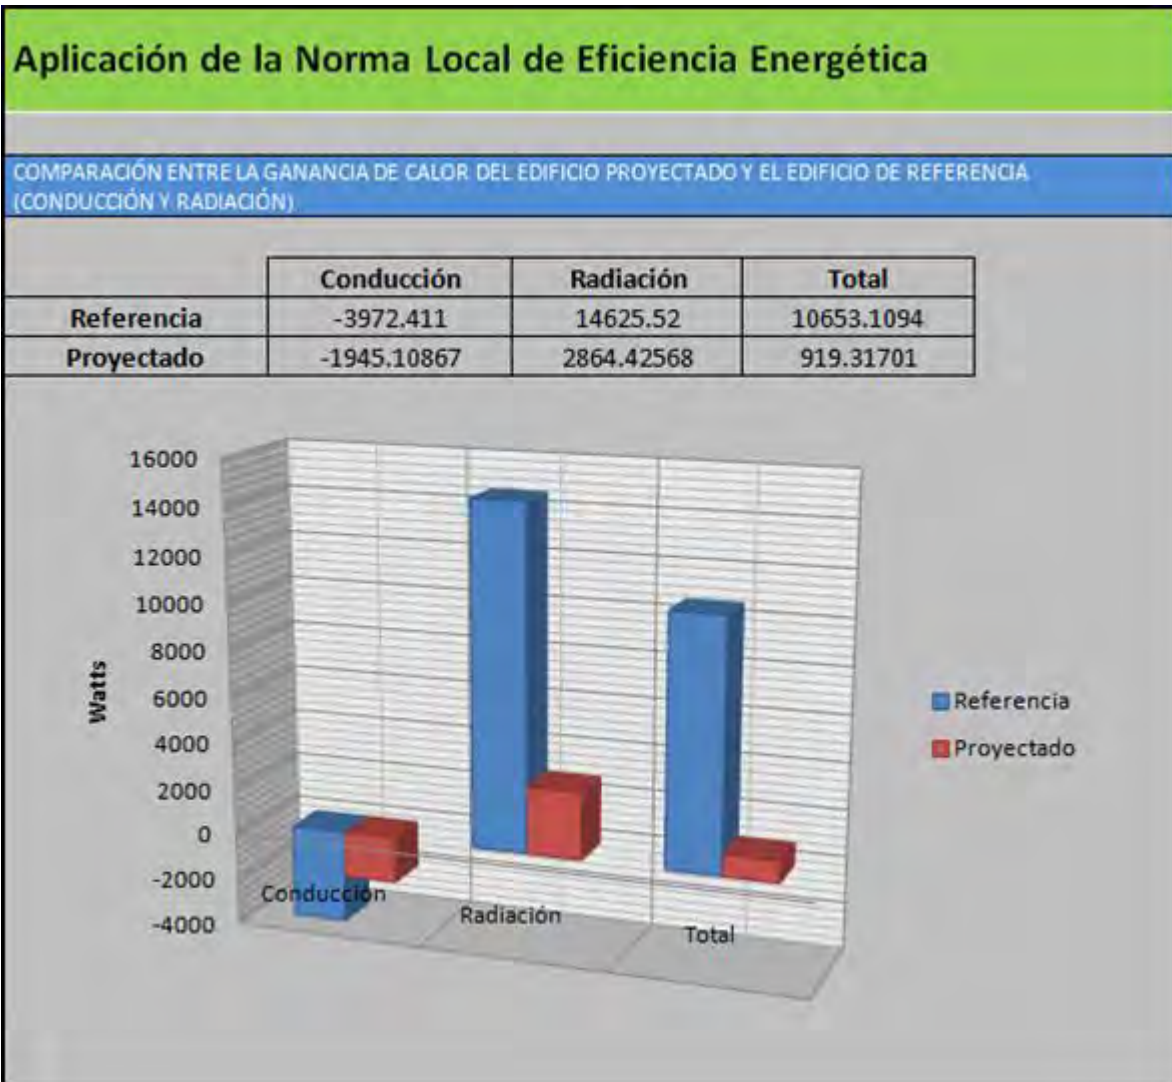 Aplicación de la Norma Local de Eficiencia Energética
COMPARACIÓN ENTRE LA GANANCIA DE CALOR DEL EDIFICIO PROYECTADO Y EL EDIFICIO DE REFERENCIA
(CONDUCCIÓN Y RADIACIÓN)
Conducción Radiación Total
Referencia -3972.411 14625.52 10653.1094
Proyectado -1945.10867 2864.42568 919.31701
16000
14000
12000
10000
8000
6000
4000
2000
0
-2000
-4000
Watts
Conducción
Radiación
Total
Referencia
Proyectado